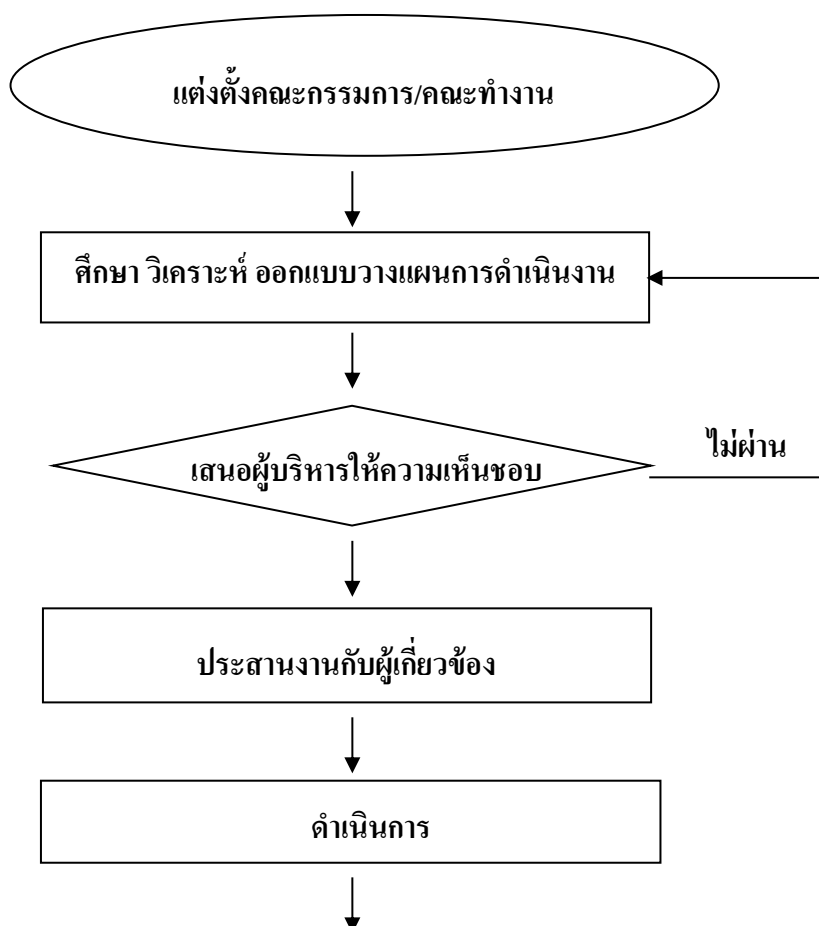 แต่งตั้งคณะกรรมการ/คณะทำงาน
ศึกษา วิเคราะห์ ออกแบบวางแผนการดำเนินงาน
เสนอผู้บริหารให้ความเห็นชอบ
ไม่ผ่าน
ประสานงานกับผู้เกี่ยวข้อง
ดำเนินการ